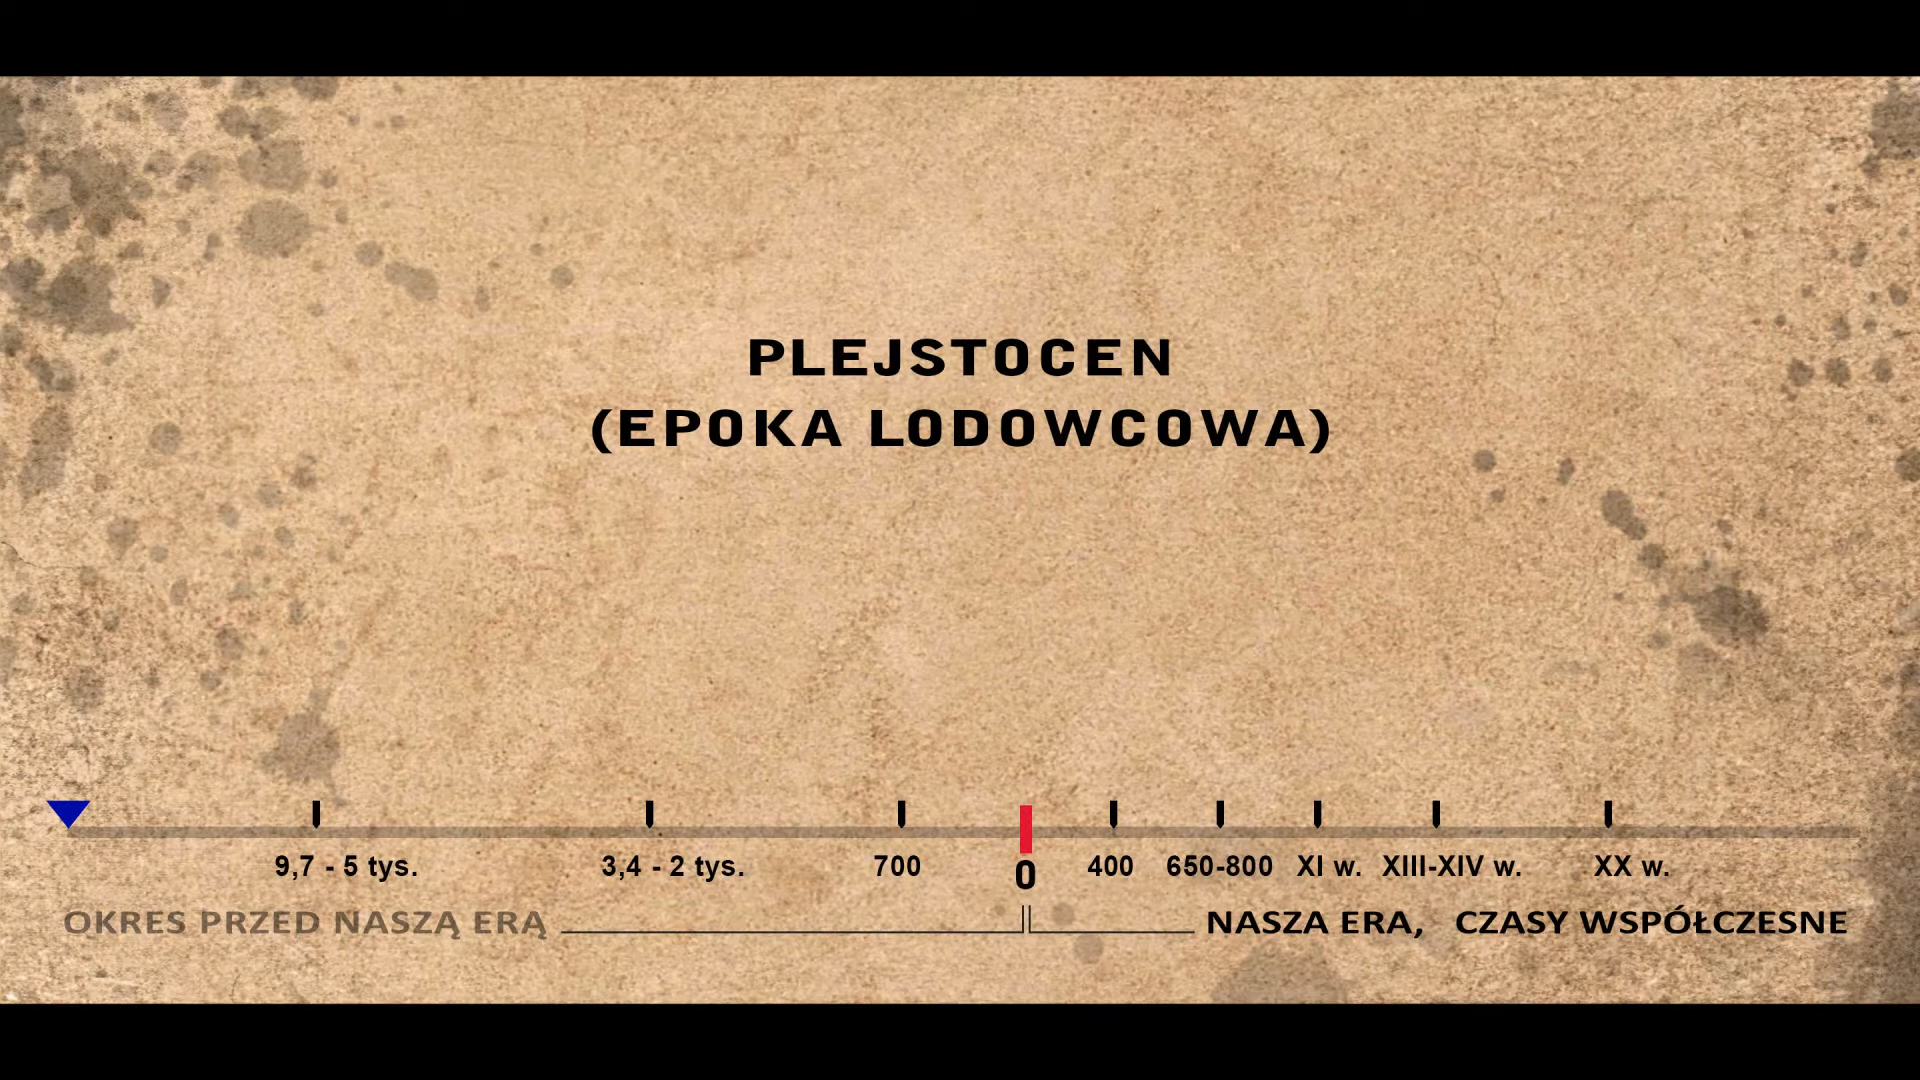 PLEJSTOCEN
(EPOKA LODOWCOWA)
9,7 - 5 tys. 3,4 - 2 tys. 700 0 400 650-800 XI w. XIII-XIV w. XX w.
OKRES PRZED NASZĄ ERĄ NASZA ERA, CZASY WSPÓŁCZESNE